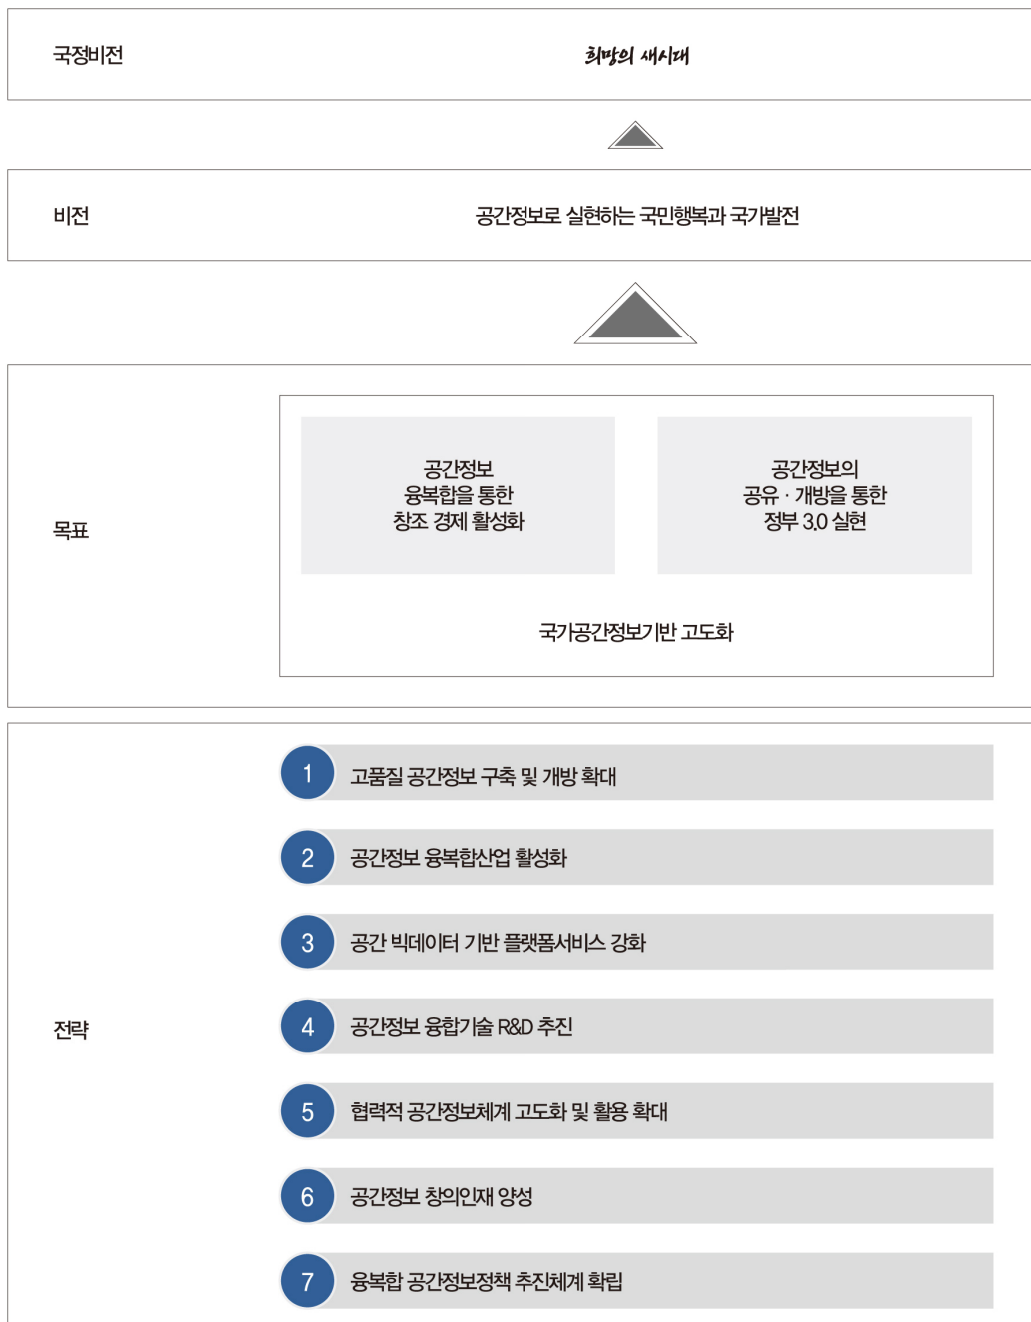 국정비전
희망의 새시대
비전
공간정보로 실현하는 국민행복과 국가발전
목표
공간정보
융복합을 통한
창조 경제 활성화
공간정보의
공유 · 개방을 통한
정부 3.0 실현
국가공간정보기반 고도화
전략
1 고품질 공간정보 구축 및 개방 확대
2 공간정보 융복합산업 활성화
3 공간 빅데이터 기반 플랫폼서비스 강화
4 공간정보 융합기술 R&D 추진
5 협력적 공간정보체계 고도화 및 활용 확대
6 공간정보 창의인재 양성
7 융복합 공간정보정책 추진체계 확립